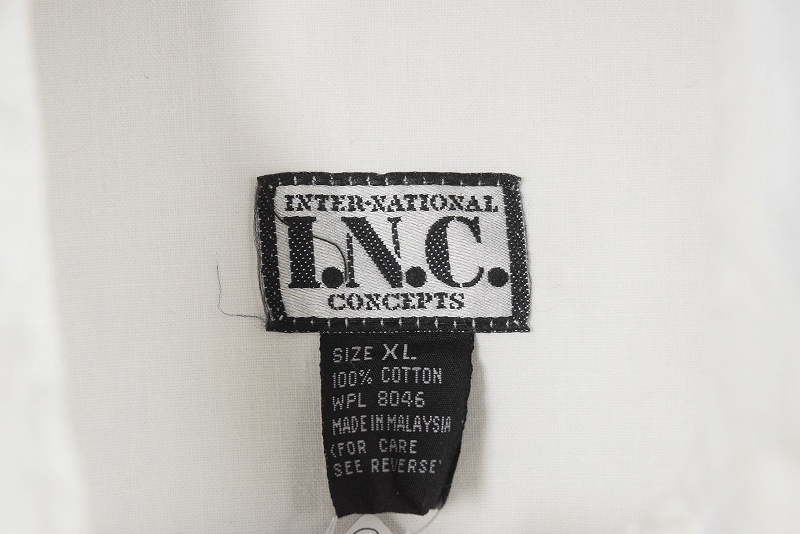 INTER·NATIONAL
I.N.C.
CONCEPTS
SIZE XL
100% COTTON
WPL 8046
MADE IN MALAYSIA
(FOR CARE
SEE REVERSE